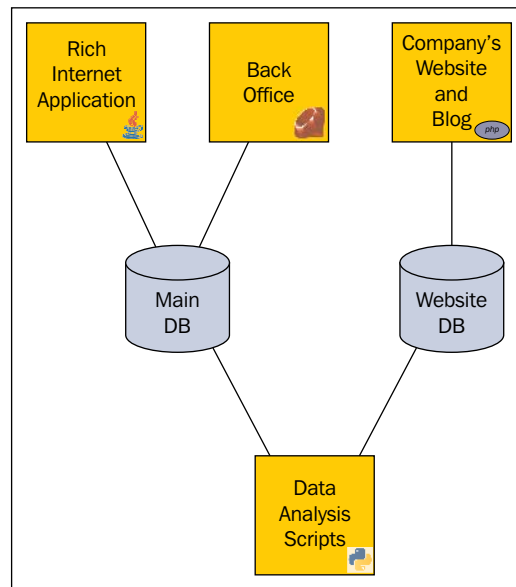 Rich
Internet
Application
Back
Office
Company's
Website
and
Blog
php
Main
DB
Website
DB
Data
Analysis
Scripts